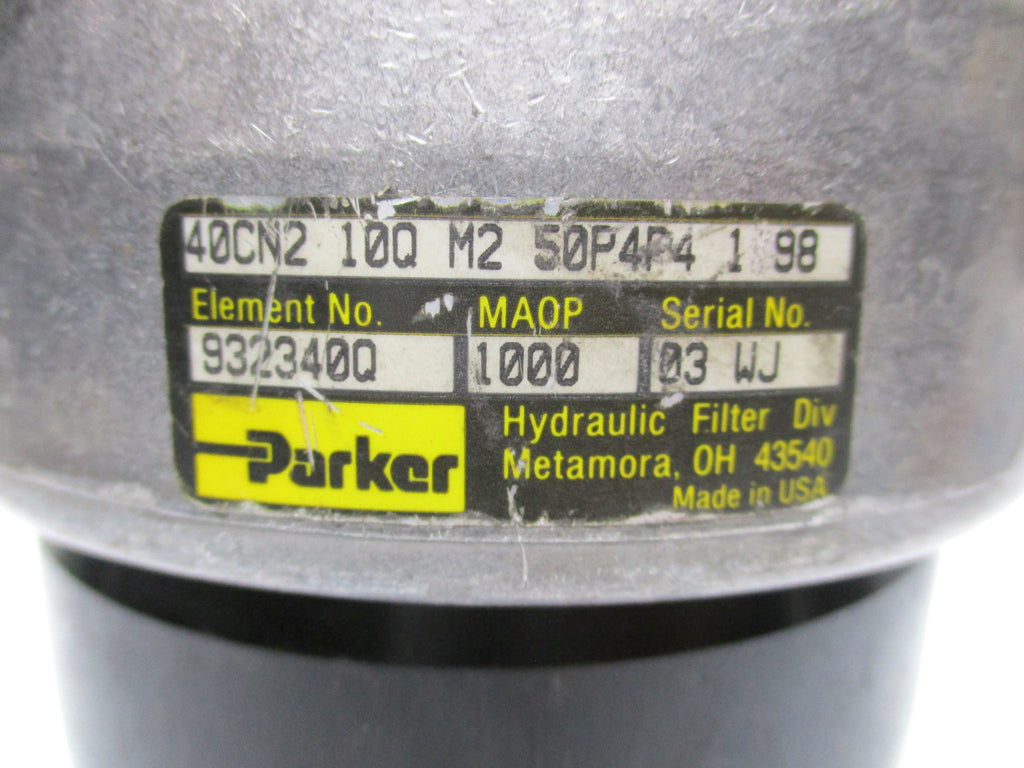 40CN2 10Q M2 50P4P4 1 98
Element No. MAOP Serial No.
932340Q 1000 03 WJ
Parker
Hydraulic Filter Div
Metamora, OH 43540
Made in USA